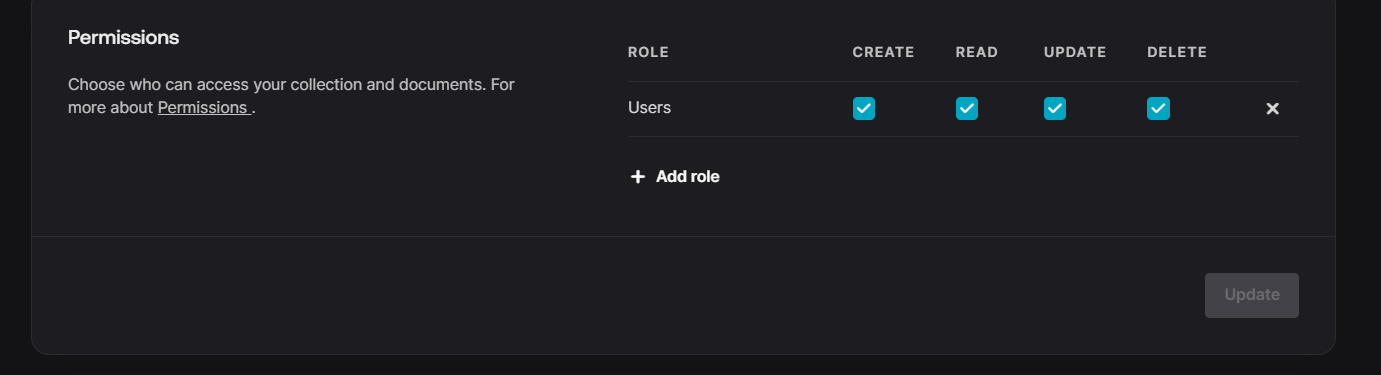 Permissions
Choose who can access your collection and documents. For
more about Permissions .
ROLE CREATE READ UPDATE DELETE
Users
Add role
Update